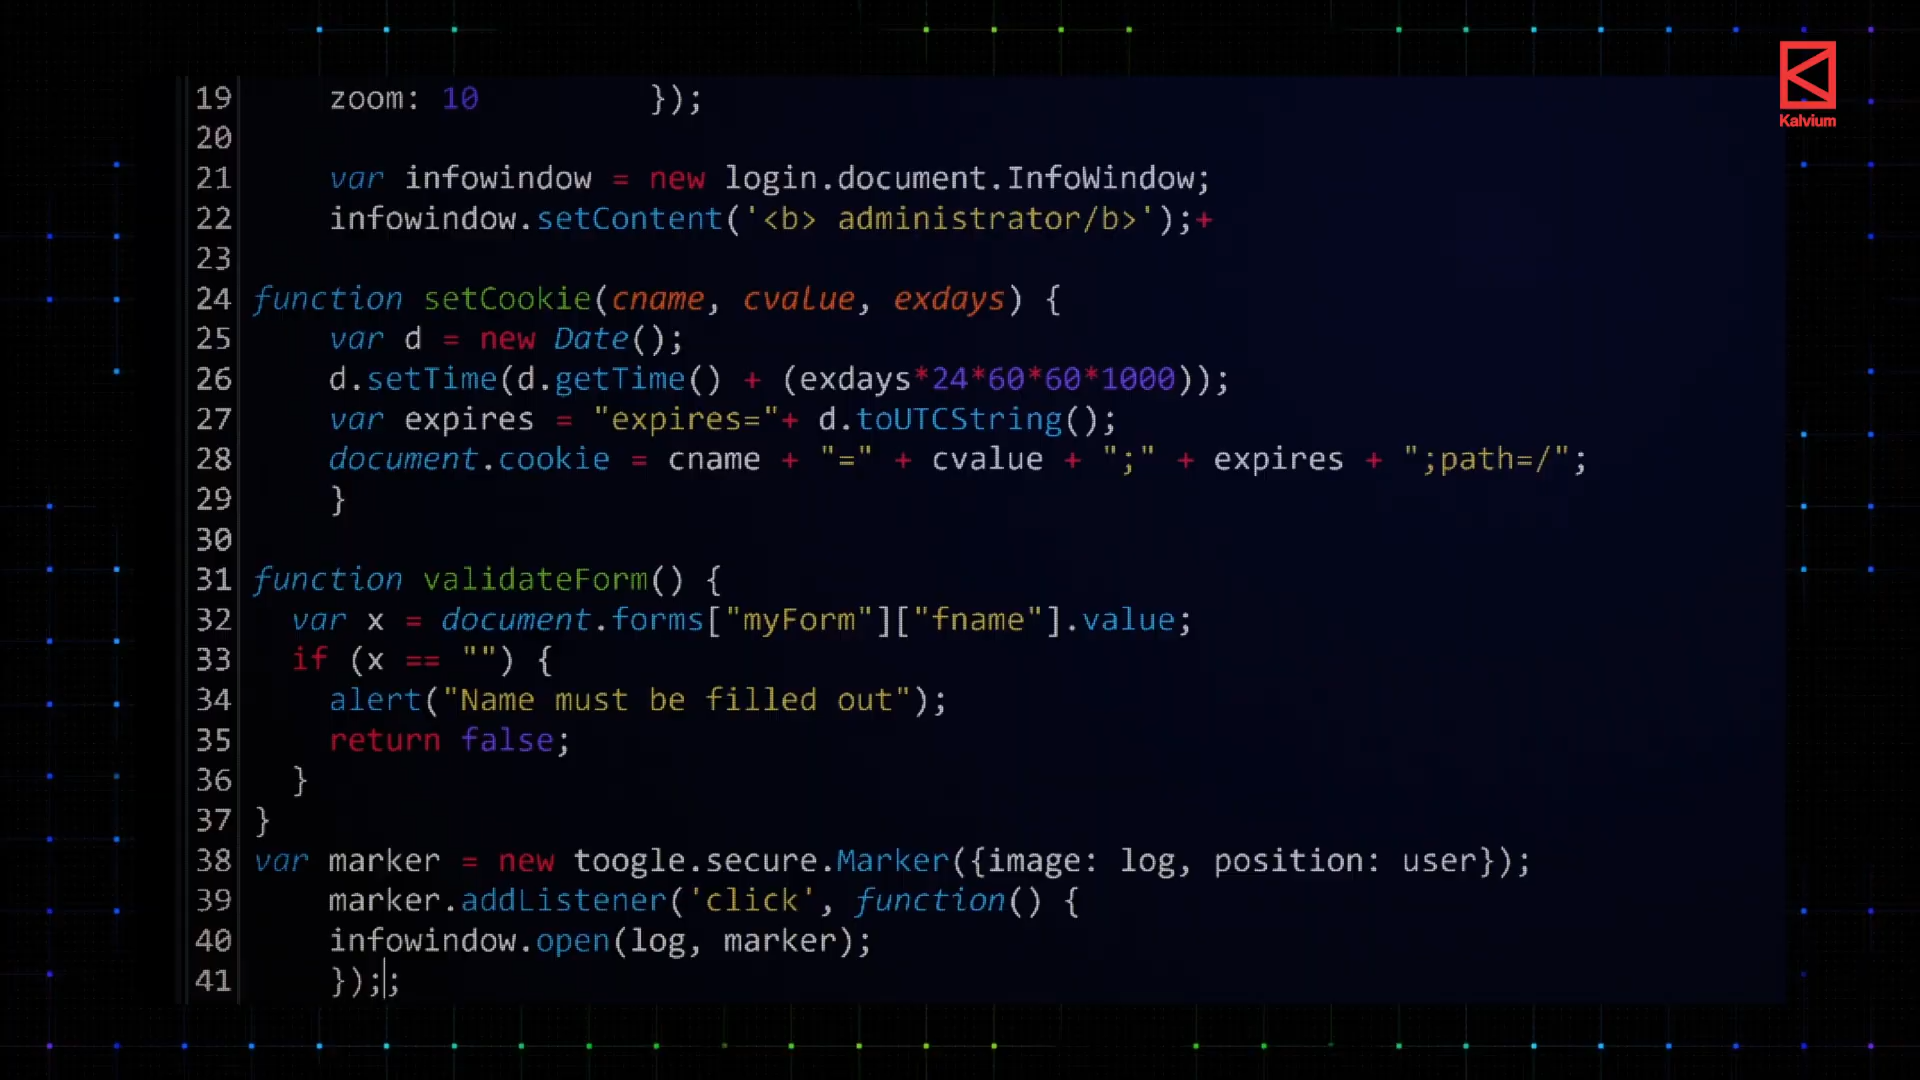 Kalvium
19 zoom: 10 });
20
21 var infowindow = new login.document.InfoWindow;
22 infowindow.setContent('<b> administrator/b>');+
23
24 function setCookie(cname, cvalue, exdays) {
25 var d = new Date();
26 d.setTime(d.getTime() + (exdays*24*60*60*1000));
27 var expires = "expires="+ d.toUTCString();
28 document.cookie = cname + "=" + cvalue + ";" + expires + ";path=/";
29 }
30
31 function validateForm() {
32 var x = document.forms["myForm"]["fname"].value;
33 if (x == "") {
34 alert("Name must be filled out");
35 return false;
36 }
37 }
38 var marker = new toogle.secure.Marker({image: log, position: user});
39 marker.addListener('click', function() {
40 infowindow.open(log, marker);
41 });;